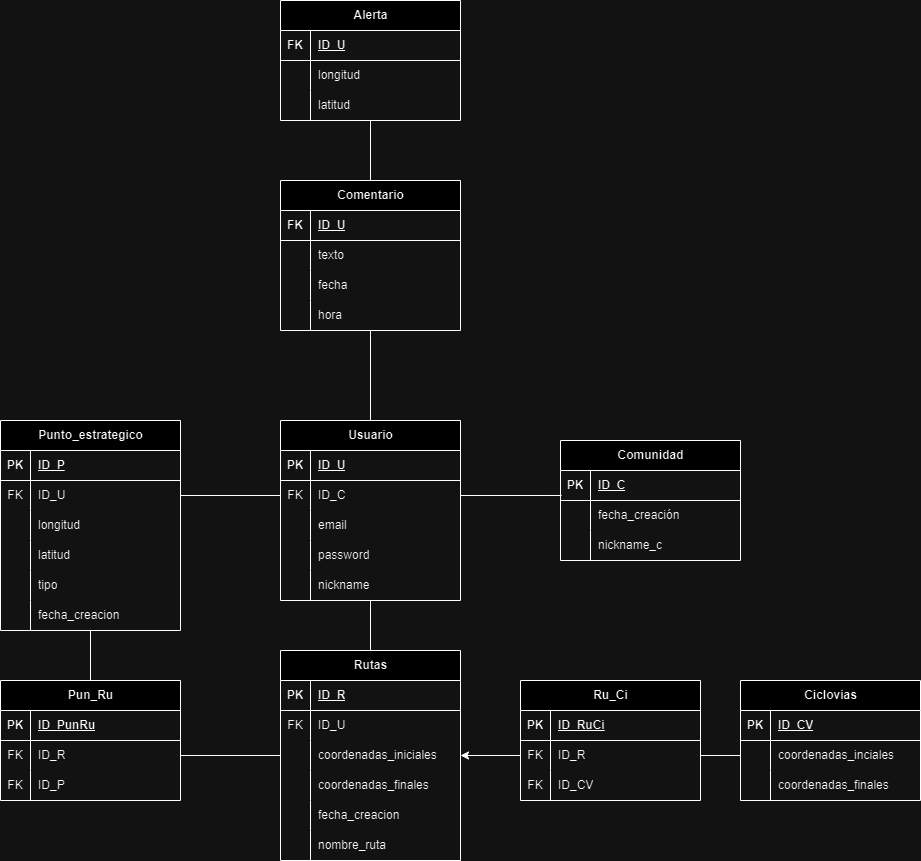 Alerta
FK ID_U
longitud
latitud
Comentario
FK ID_U
texto
fecha
hora
Punto_estrategico
PK ID_P
FK ID_U
longitud
latitud
tipo
fecha_creacion
Usuario
PK ID_U
FK ID_C
email
password
nickname
Comunidad
PK ID_C
fecha_creación
nickname_c
Pun_Ru
PK ID_PunRu
FK ID_R
FK ID_P
Rutas
PK ID_R
FK ID_U
coordenadas_iniciales
coordenadas_finales
fecha_creacion
nombre_ruta
Ru_Ci
PK ID_RuCi
FK ID_R
FK ID_CV
Ciclovias
PK ID_CV
coordenadas_inciales
coordenadas_finales